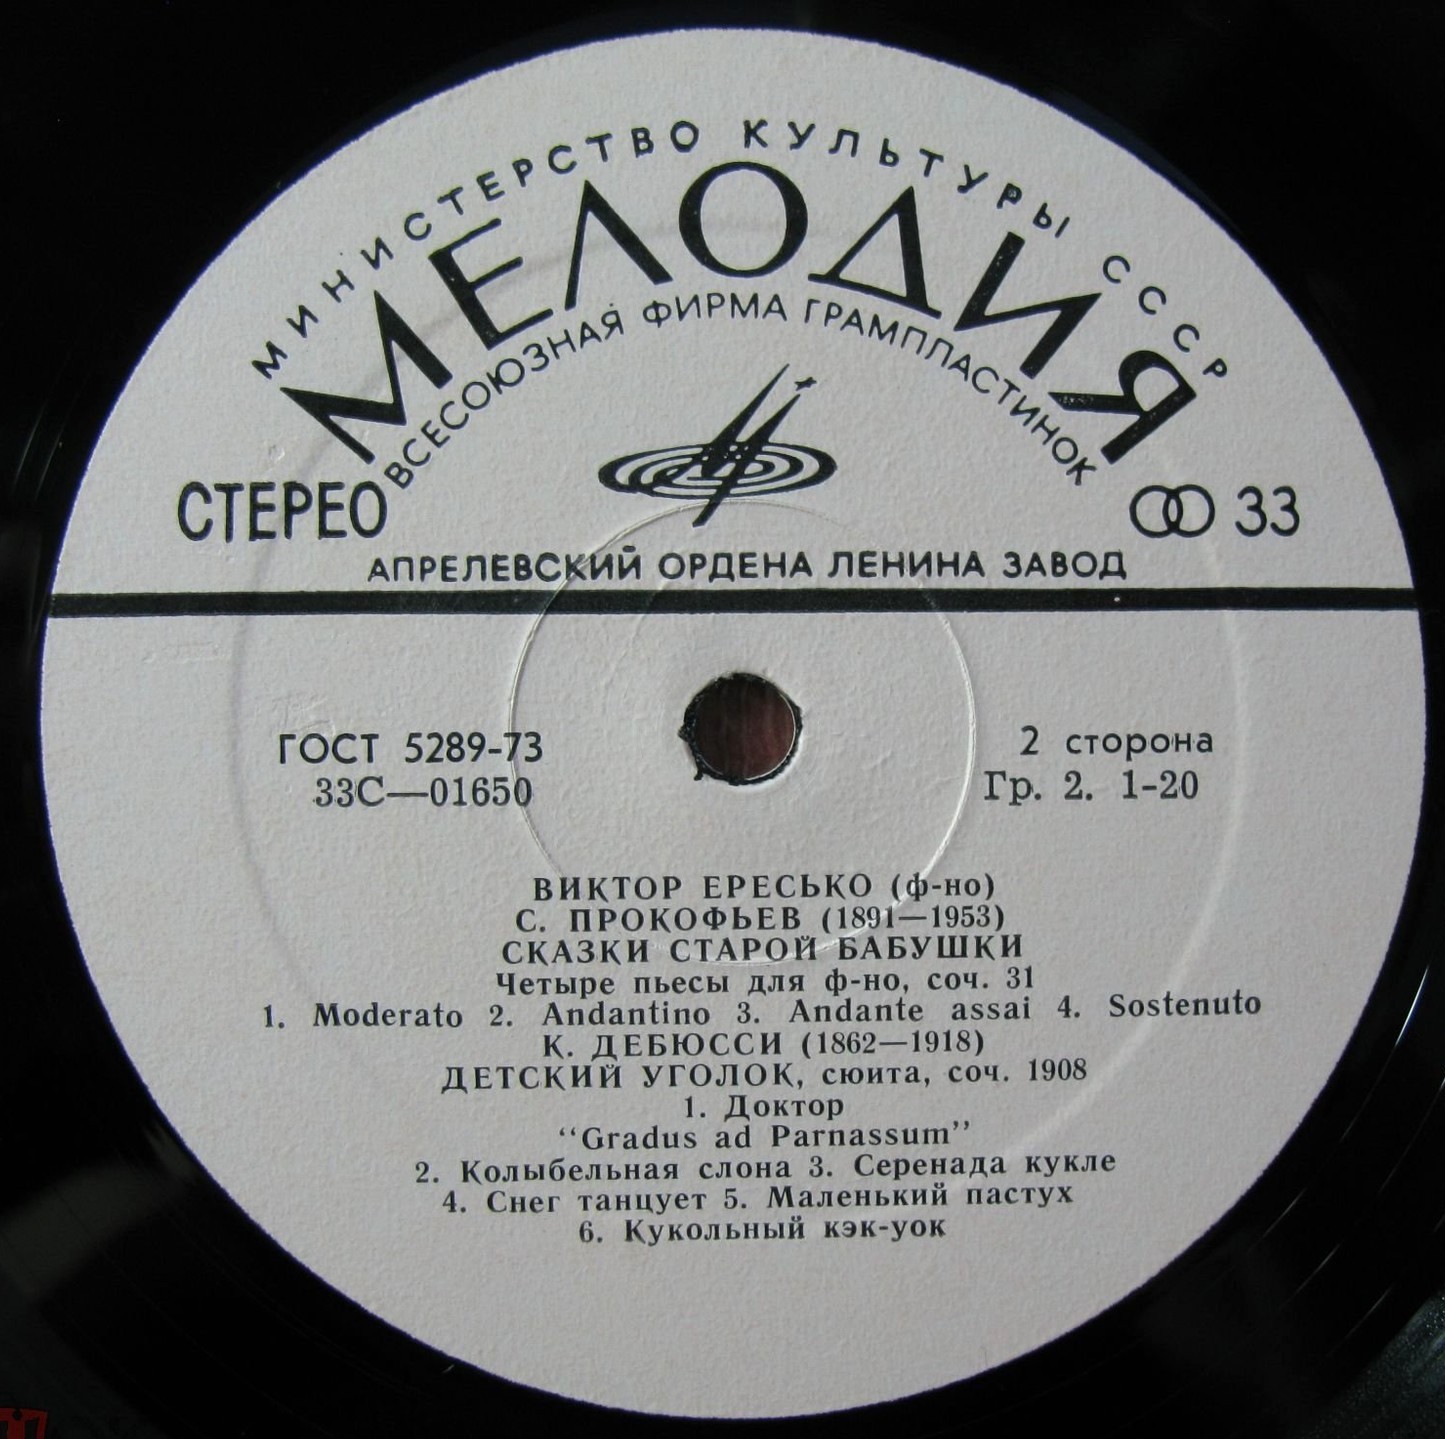 МИНИСТЕРСТВО КУЛЬТУРЫ СССР
МЕЛОДИЯ
ВСЕСОЮЗНАЯ ФИРМА ГРАМПЛАСТИНОК
СТЕРЕО
33
АПРЕЛЕВСКИЙ ОРДЕНА ЛЕНИНА ЗАВОД
ГОСТ 5289-73
2 сторона
33С—01650
Гр. 2. 1-20
ВИКТОР ЕРЕСЬКО (ф-но)
С. ПРОКОФЬЕВ (1891—1953)
СКАЗКИ СТАРОЙ БАБУШКИ
Четыре пьесы для ф-но, соч. 31
1. Moderato 2. Andantino 3. Andante assai 4. Sostenuto
К. ДЕБЮССИ (1862—1918)
ДЕТСКИЙ УГОЛОК, сюита, соч. 1908
1. Доктор
“Gradus ad Parnassum”
2. Колыбельная слона 3. Серенада кукле
4. Снег танцует 5. Маленький пастух
6. Кукольный кэк-уок